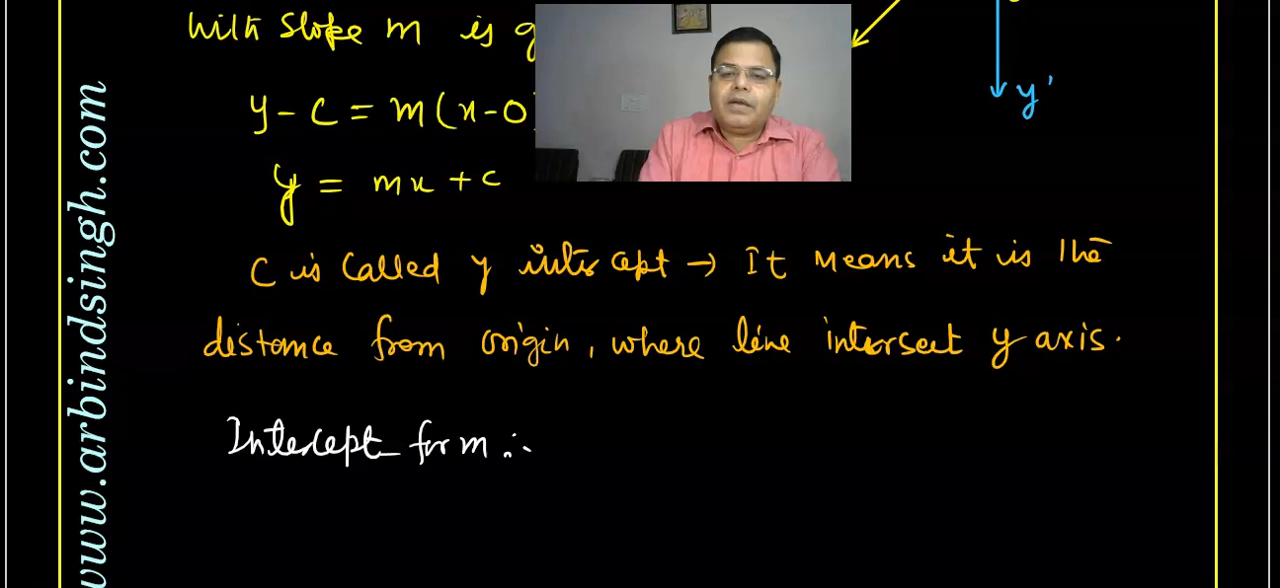 with slope m is g
y'
y - c = m(x-0)
y = mx + c
C is called y intercept → It means it is the
distance from origin, where line intersect y axis.
Intercept form :-
www.arbindsingh.com